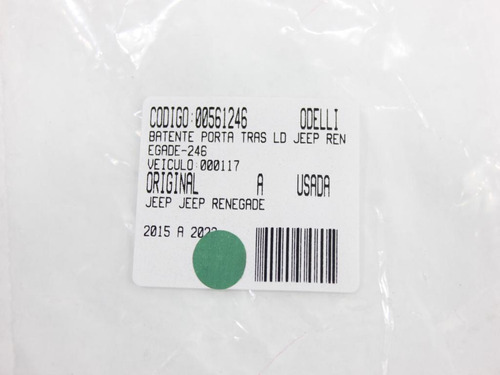 CODIGO:00561246 ODELLI
BATENTE PORTA TRAS LD JEEP REN
EGADE-246
VEICULO:000117
ORIGINAL A USADA
JEEP JEEP RENEGADE
2015 A